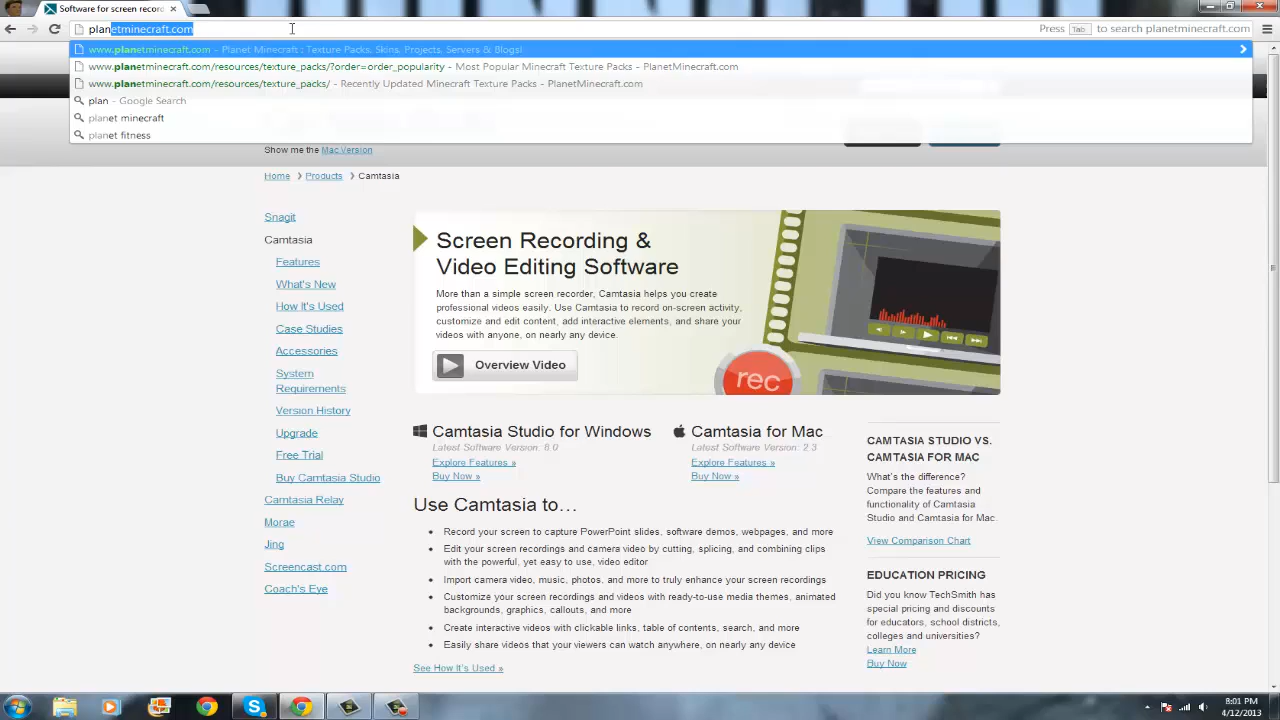 Software for screen recor
planetminecraft.com
Press Tab to search planetminecraft.com
www.planetminecraft.com - Planet Minecraft : Texture Packs, Skins, Projects, Servers & Blogs!
www.planetminecraft.com/resources/texture_packs/?order=order_popularity - Most Popular Minecraft Texture Packs - PlanetMinecraft.com
www.planetminecraft.com/resources/texture_packs/ - Recently Updated Minecraft Texture Packs - PlanetMinecraft.com
plan - Google Search
planet minecraft
planet fitness
Show me the Mac Version
Home > Products > Camtasia
Snagit
Camtasia
Features
What's New
How It's Used
Case Studies
Accessories
System
Requirements
Version History
Upgrade
Free Trial
Buy Camtasia Studio
Camtasia Relay
Morae
Jing
Screencast.com
Coach's Eye
Screen Recording &
Video Editing Software
More than a simple screen recorder, Camtasia helps you create
professional videos easily. Use Camtasia to record on-screen activity,
customize and edit content, add interactive elements, and share your
videos with anyone, on nearly any device.
Overview Video
rec
Camtasia Studio for Windows
Latest Software Version: 8.0
Explore Features »
Buy Now »
Camtasia for Mac
Latest Software Version: 2.3
Explore Features »
Buy Now »
Use Camtasia to…
• Record your screen to capture PowerPoint slides, software demos, webpages, and more
• Edit your screen recordings and camera video by cutting, splicing, and combining clips
with the powerful, yet easy to use, video editor
• Import camera video, music, photos, and more to truly enhance your screen recordings
• Customize your screen recordings and videos with ready-to-use media themes, animated
backgrounds, graphics, callouts, and more
• Create interactive videos with clickable links, table of contents, search, and more
• Easily share videos that your viewers can watch anywhere, on nearly any device
See How It's Used »
CAMTASIA STUDIO VS.
CAMTASIA FOR MAC
What's the difference?
Compare the features and
functionality of Camtasia
Studio and Camtasia for Mac.
View Comparison Chart
EDUCATION PRICING
Did you know TechSmith has
special pricing and discounts
for educators, school districts,
colleges and universities?
Learn More
Buy Now
8:01 PM
4/12/2013